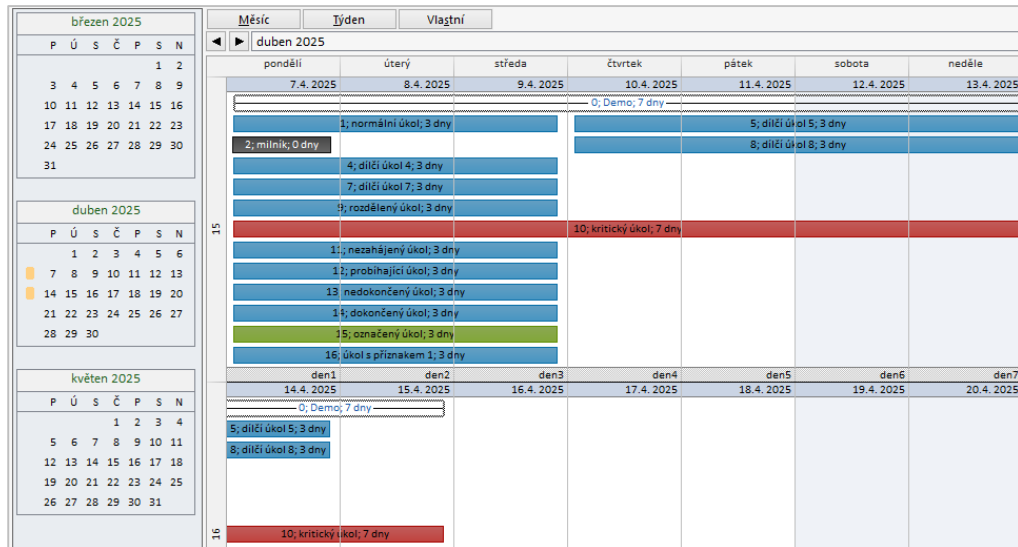 březen 2025
P Ú S Č P S N
1 2
3 4 5 6 7 8 9
10 11 12 13 14 15 16
17 18 19 20 21 22 23
24 25 26 27 28 29 30
31
duben 2025
P Ú S Č P S N
1 2 3 4 5 6
7 8 9 10 11 12 13
14 15 16 17 18 19 20
21 22 23 24 25 26 27
28 29 30
květen 2025
P Ú S Č P S N
1 2 3 4
5 6 7 8 9 10 11
12 13 14 15 16 17 18
19 20 21 22 23 24 25
26 27 28 29 30 31
Měsíc Týden Vlastní
duben 2025
pondělí úterý středa čtvrtek pátek sobota neděle
7.4. 2025 8.4. 2025 9.4. 2025 10.4. 2025 11.4. 2025 12.4. 2025 13.4. 2025
0; Demo; 7 dny
1; normální úkol; 3 dny 5; dílčí úkol 5; 3 dny
2; milník; 0 dny 8; dílčí úkol 8; 3 dny
4; dílčí úkol 4; 3 dny
7; dílčí úkol 7; 3 dny
9; rozdělený úkol; 3 dny
15
10; kritický úkol; 7 dny
11; nezahájený úkol; 3 dny
12; probíhající úkol; 3 dny
13; nedokončený úkol; 3 dny
14; dokončený úkol; 3 dny
15; označený úkol; 3 dny
16; úkol s příznakem 1; 3 dny
den1 den2 den3 den4 den5 den6 den7
14.4. 2025 15.4. 2025 16.4. 2025 17.4. 2025 18.4. 2025 19.4. 2025 20.4. 2025
0; Demo; 7 dny
5; dílčí úkol 5; 3 dny
8; dílčí úkol 8; 3 dny
16
10; kritický úkol; 7 dny